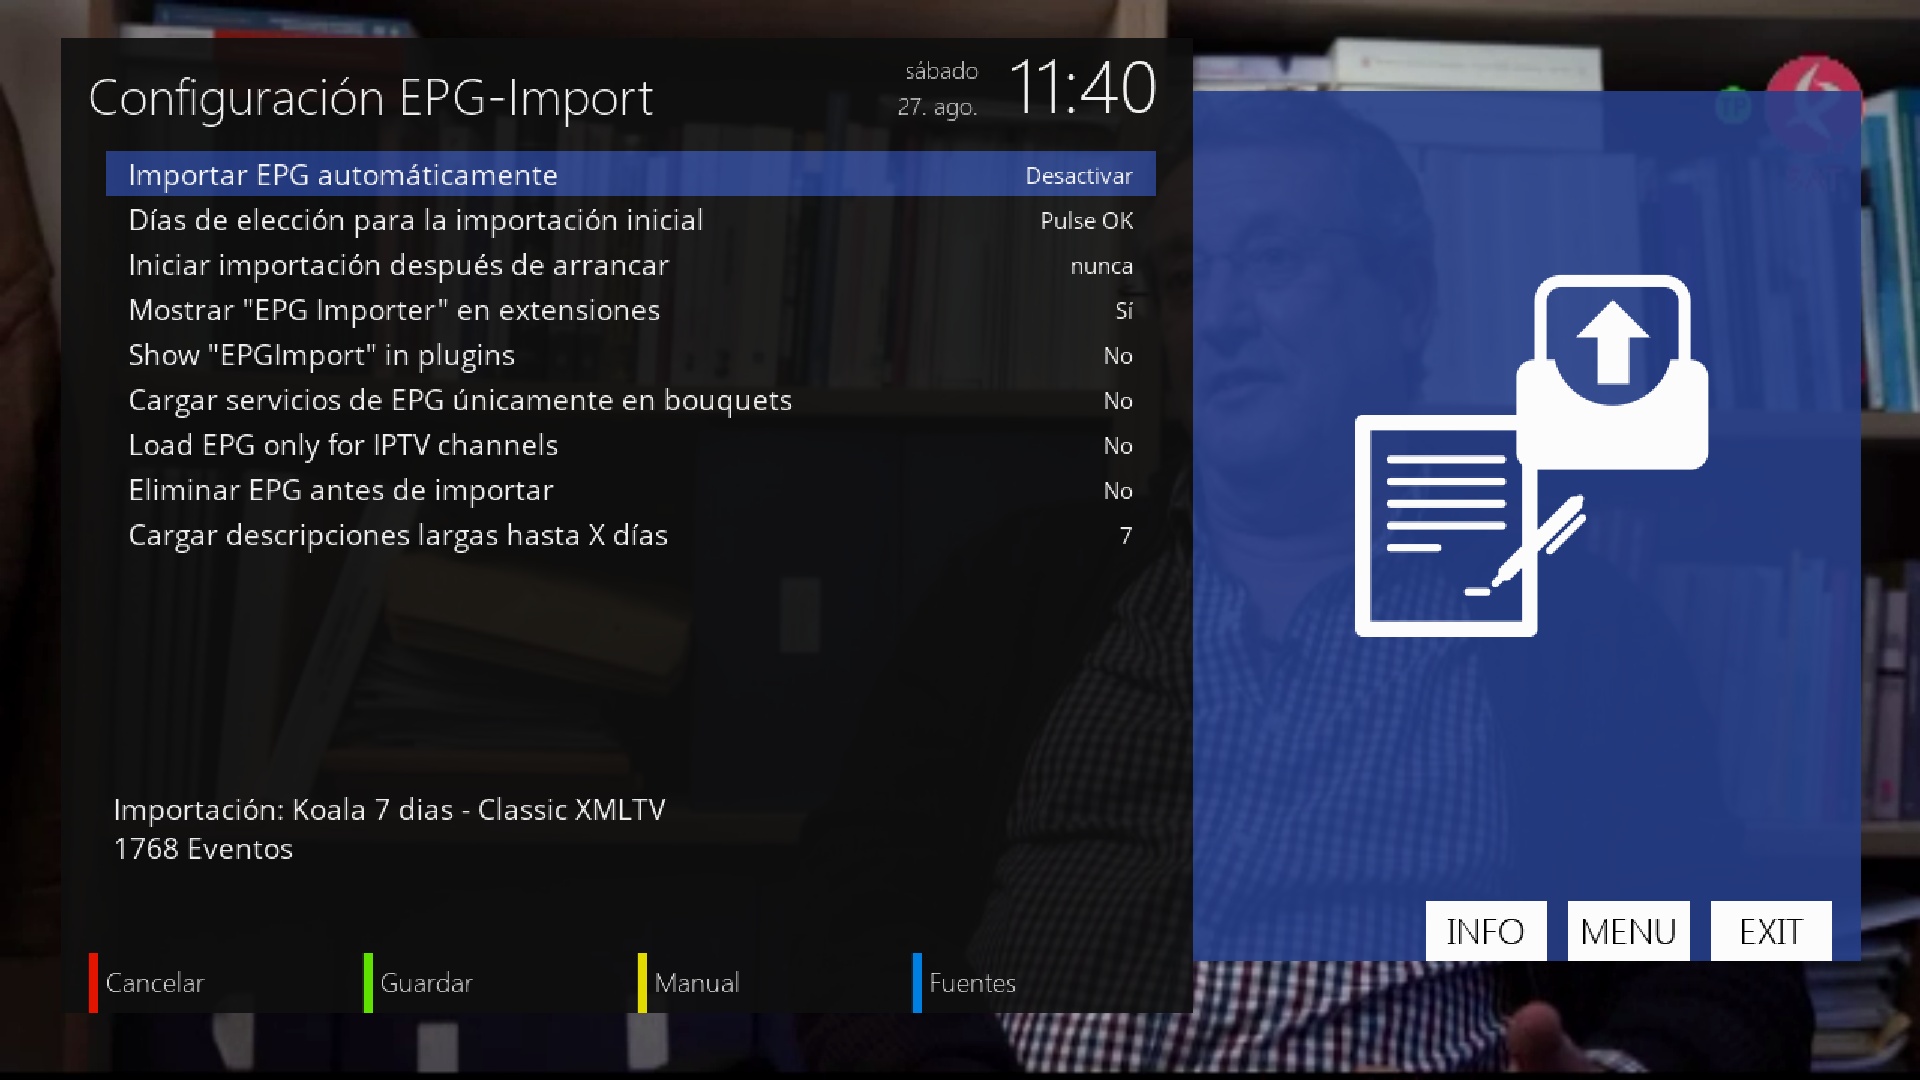 Configuración EPG-Import
sábado
27. ago.
11:40
Importar EPG automáticamente Desactivar
Días de elección para la importación inicial Pulse OK
Iniciar importación después de arrancar nunca
Mostrar "EPG Importer" en extensiones Sí
Show "EPGImport" in plugins No
Cargar servicios de EPG únicamente en bouquets No
Load EPG only for IPTV channels No
Eliminar EPG antes de importar No
Cargar descripciones largas hasta X días 7
Importación: Koala 7 dias - Classic XMLTV
1768 Eventos
Cancelar Guardar Manual Fuentes
INFO MENU EXIT
TP